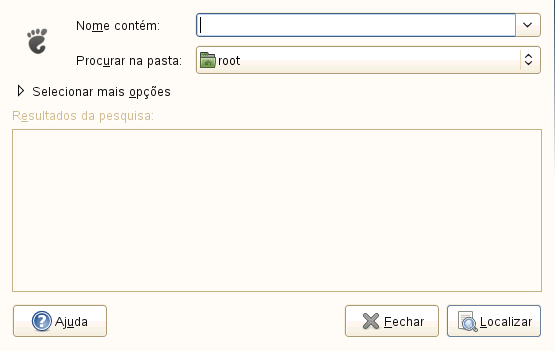 Nome contém:
Procurar na pasta: root
Selecionar mais opções
Resultados da pesquisa:
Ajuda Fechar Localizar